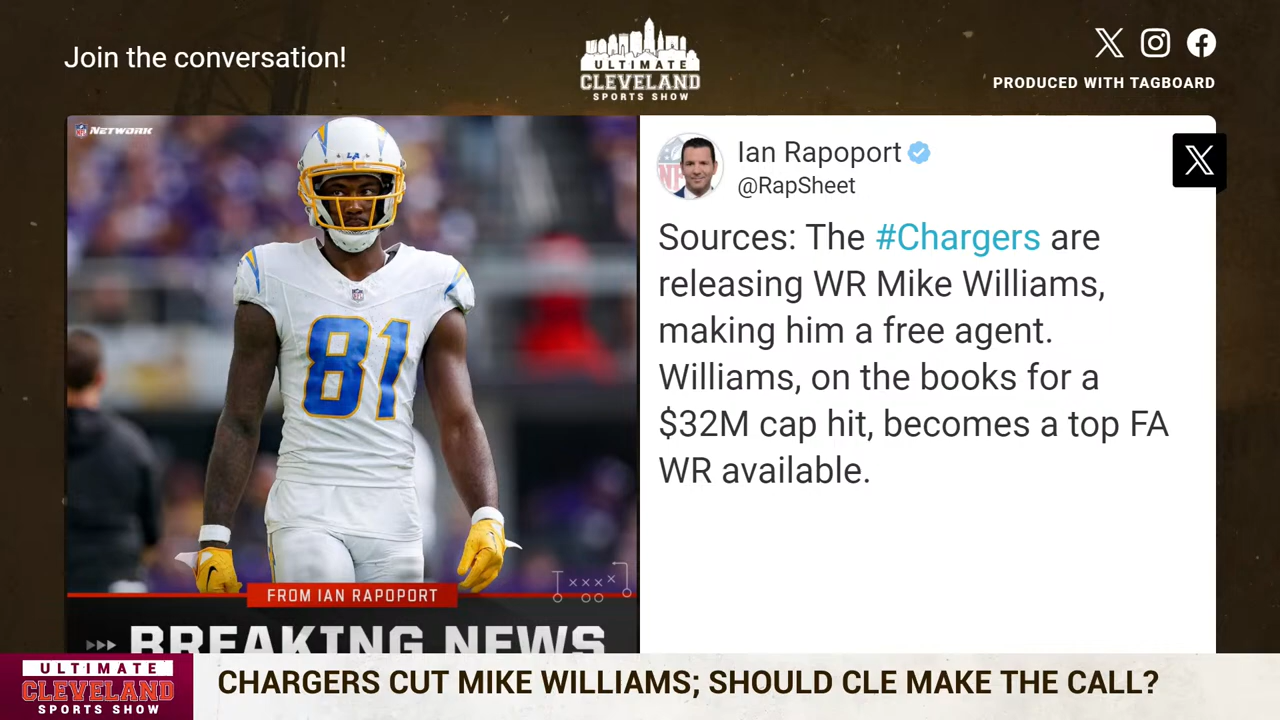 Join the conversation!
ULTIMATE
CLEVELAND
SPORTS SHOW
PRODUCED WITH TAGBOARD
NFL NETWORK
81
FROM IAN RAPOPORT
BREAKING NEWS
Ian Rapoport
@RapSheet
Sources: The #Chargers are
releasing WR Mike Williams,
making him a free agent.
Williams, on the books for a
$32M cap hit, becomes a top FA
WR available.
ULTIMATE
CLEVELAND
SPORTS SHOW
CHARGERS CUT MIKE WILLIAMS; SHOULD CLE MAKE THE CALL?